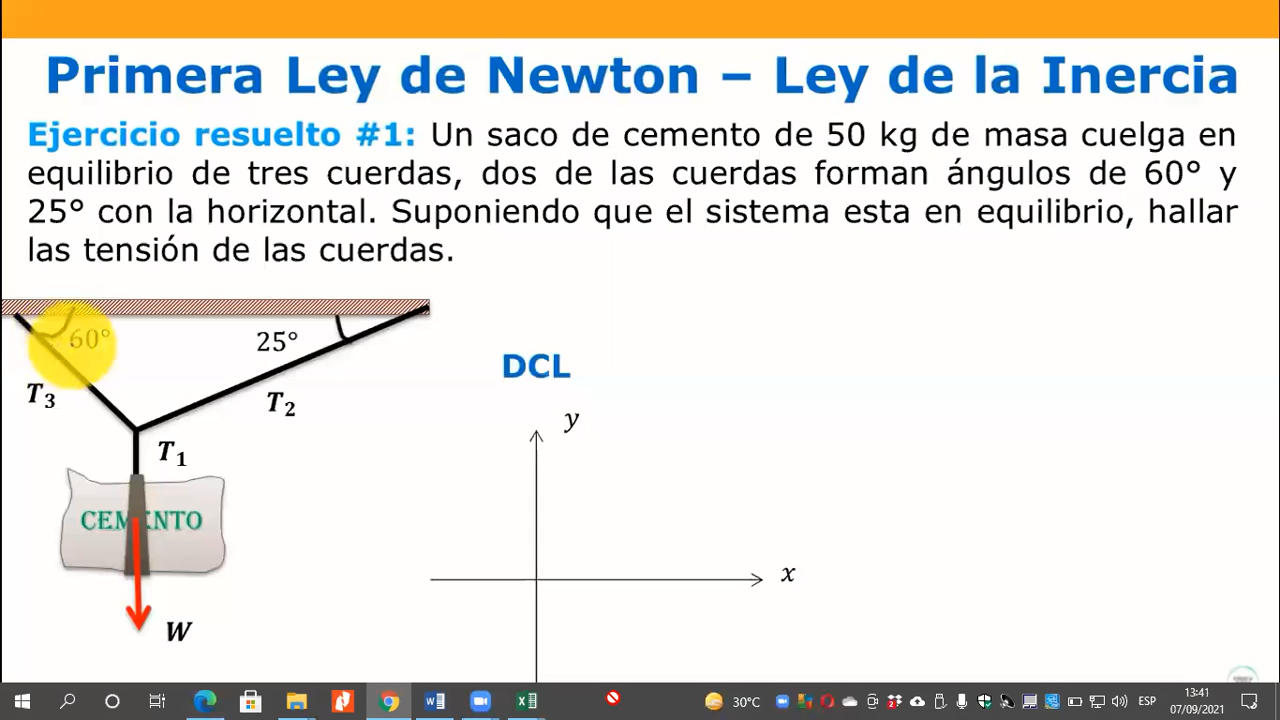 Primera Ley de Newton – Ley de la Inercia
Ejercicio resuelto #1: Un saco de cemento de 50 kg de masa cuelga en
equilibrio de tres cuerdas, dos de las cuerdas forman ángulos de 60° y
25° con la horizontal. Suponiendo que el sistema esta en equilibrio, hallar
las tensión de las cuerdas.
60°
25°
T₃
T₂
T₁
CEMENTO
W
DCL
y
x
30°C
ESP
13:41
07/09/2021